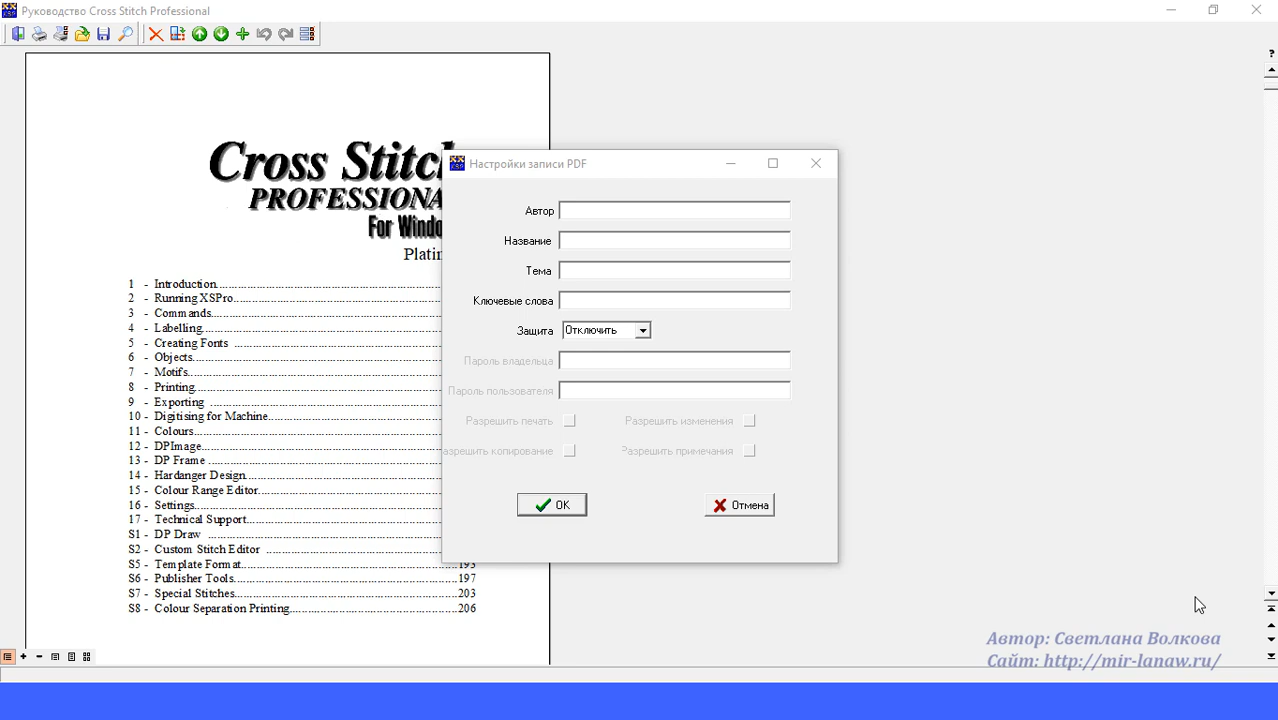 Руководство Cross Stitch Professional
Cross Stitch
PROFESSIONA
For Windo
Platin
1 - Introduction
2 - Running XSPro
3 - Commands
4 - Labelling
5 - Creating Fonts
6 - Objects
7 - Motifs
8 - Printing
9 - Exporting
10 - Digitising for Machine
11 - Colours
12 - DPImage
13 - DP Frame
14 - Hardanger Design
15 - Colour Range Editor
16 - Settings
17 - Technical Support
S1 - DP Draw
S2 - Custom Stitch Editor
S5 - Template Format 193
S6 - Publisher Tools 197
S7 - Special Stitches 203
S8 - Colour Separation Printing 206
Настройки записи PDF
Автор
Название
Тема
Ключевые слова
Защита Отключить
Пароль владельца
Пароль пользователя
Разрешить печать Разрешить изменения
азрешить копирование Разрешить примечания
OK Отмена
Автор: Светлана Волкова
Сайт: http://mir-lanaw.ru/